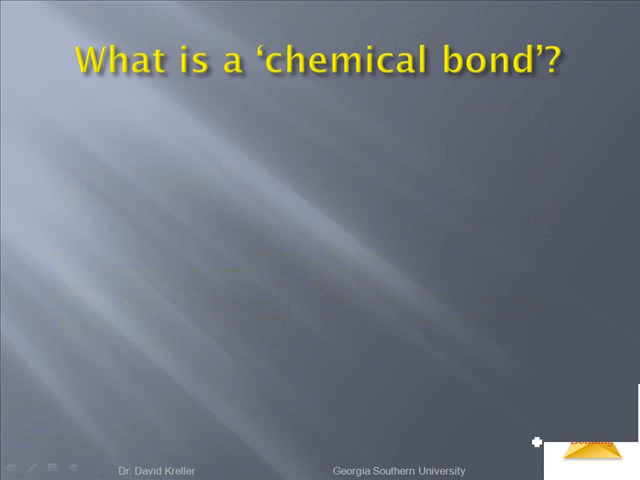 What is a ‘chemical bond’?
Dr. David Kreller
Georgia Southern University